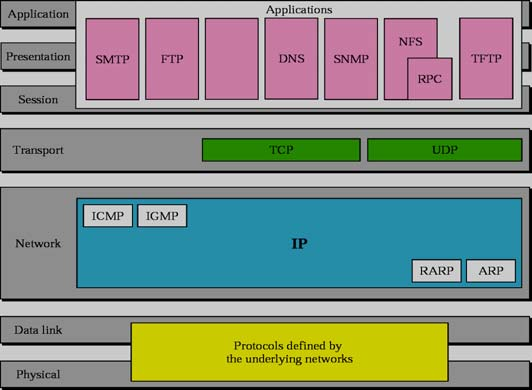 Application
Applications
Presentation
SMTP
FTP
DNS
SNMP
NFS
RPC
TFTP
Session
Transport
TCP
UDP
Network
ICMP
IGMP
IP
RARP
ARP
Data link
Protocols defined by
the underlying networks
Physical